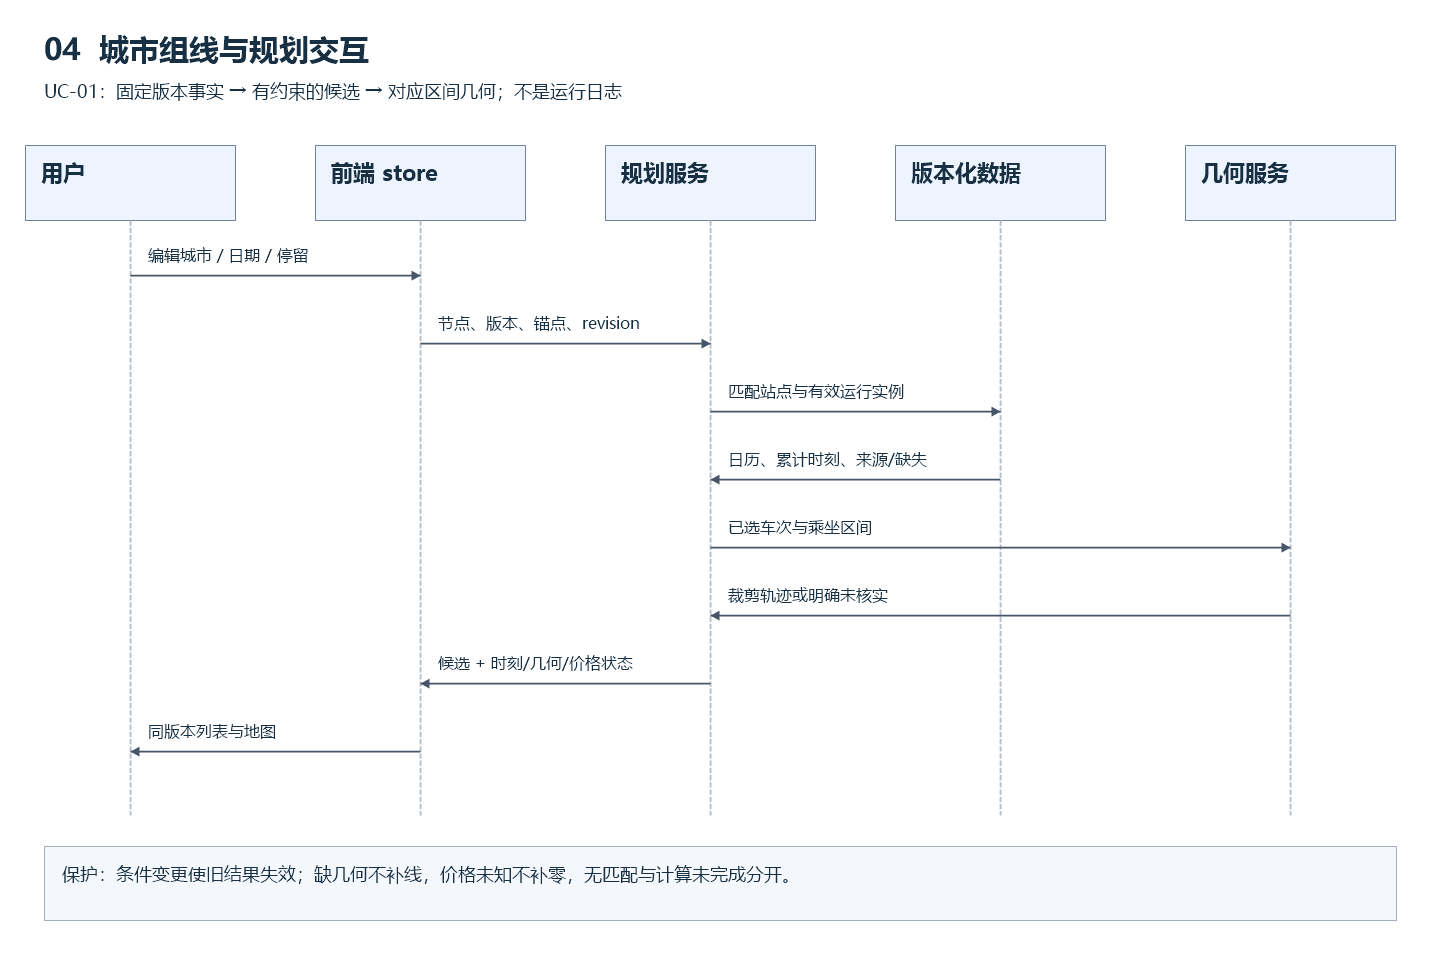 04 城市组线与规划交互
UC-01：固定版本事实 → 有约束的候选 → 对应区间几何；不是运行日志
用户
前端 store
规划服务
版本化数据
几何服务
编辑城市 / 日期 / 停留
节点、版本、锚点、revision
匹配站点与有效运行实例
日历、累计时刻、来源/缺失
已选车次与乘坐区间
裁剪轨迹或明确未核实
候选 + 时刻/几何/价格状态
同版本列表与地图
保护：条件变更使旧结果失效；缺几何不补线，价格未知不补零，无匹配与计算未完成分开。